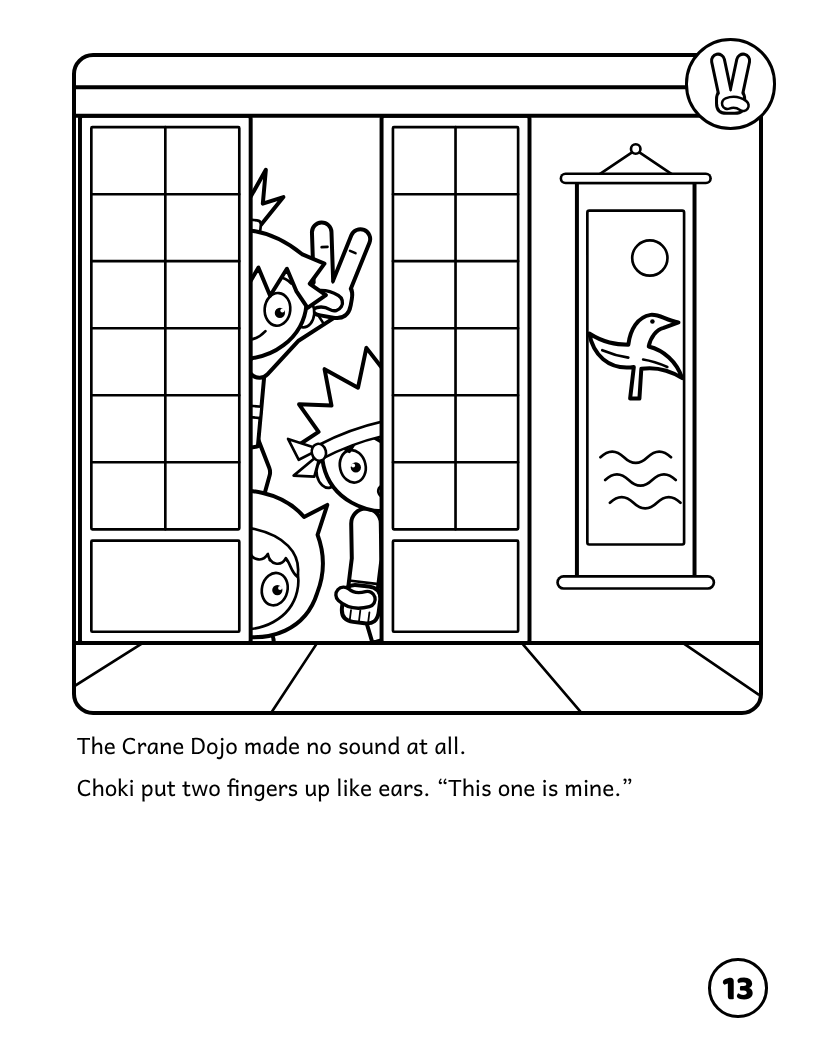 The Crane Dojo made no sound at all.
Choki put two fingers up like ears. “This one is mine.”
13